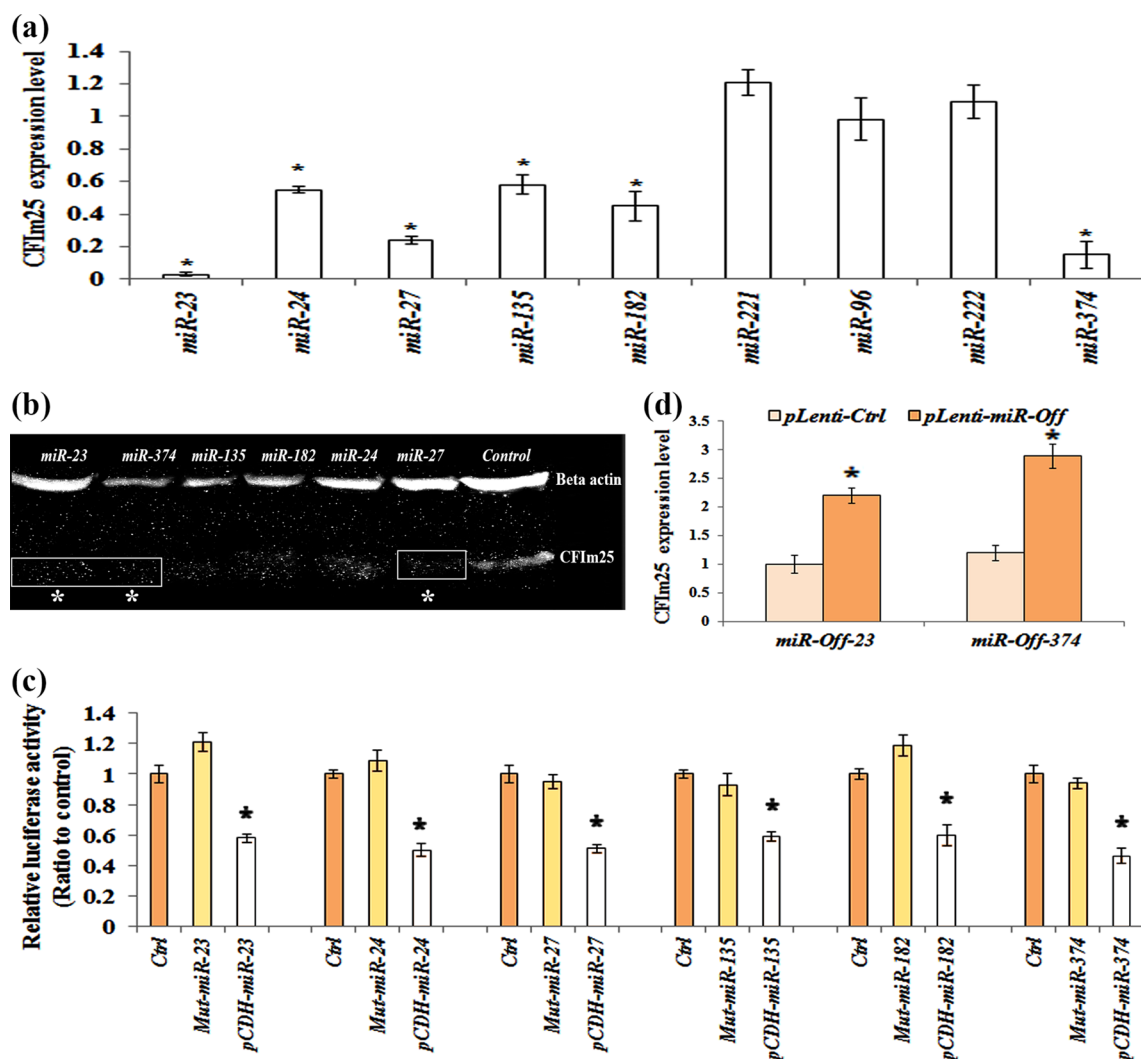 (a)
CFIm25 expression level
1.4
1.2
1
0.8
0.6
0.4
0.2
0
*
*
*
*
*
*
miR-23
miR-24
miR-27
miR-135
miR-182
miR-221
miR-96
miR-222
miR-374
(b)
miR-23 miR-374 miR-135 miR-182 miR-24 miR-27 Control
Beta actin
CFIm25
* * *
(d)
pLenti-Ctrl pLenti-miR-Off
CFIm25 expression level
3.5
3
2.5
2
1.5
1
0.5
0
*
*
miR-Off-23 miR-Off-374
(c)
Relative luciferase activity
(Ratio to control)
1.4
1.2
1
0.8
0.6
0.4
0.2
0
*
*
*
*
*
*
Ctrl
Mut-miR-23
pCDH-miR-23
Ctrl
Mut-miR-24
pCDH-miR-24
Ctrl
Mut-miR-27
pCDH-miR-27
Ctrl
Mut-miR-135
pCDH-miR-135
Ctrl
Mut-miR-182
pCDH-miR-182
Ctrl
Mut-miR-374
pCDH-miR-374